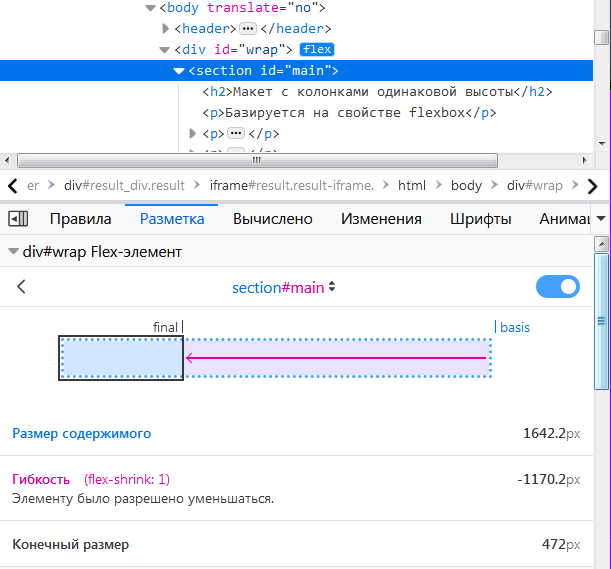 <body translate="no">
<header> ••• </header>
<div id="wrap"> flex
<section id="main">
<h2>Макет с колонками одинаковой высоты</h2>
<p>Базируется на свойстве flexbox</p>
<p> ••• </p>
er > div#result_div.result > iframe#result.result-iframe. > html > body > div#wrap >
Правила Разметка Вычислено Изменения Шрифты Анимац
div#wrap Flex-элемент
section#main
final basis
Размер содержимого 1642.2px
Гибкость (flex-shrink: 1) -1170.2px
Элементу было разрешено уменьшаться.
Конечный размер 472px